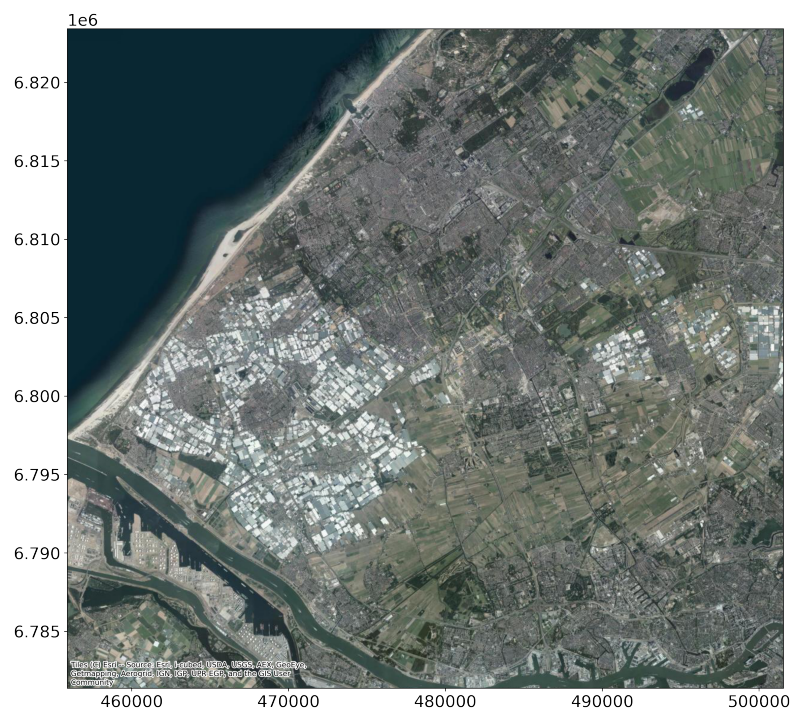 1e6
6.820
6.815
6.810
6.805
6.800
6.795
6.790
6.785
Tiles (C) Esri -- Source: Esri, i-cubed, USDA, USGS, AEX, GeoEye,
Getmapping, Aerogrid, IGN, IGP, UPR-EGP, and the GIS User
Community
460000 470000 480000 490000 500000